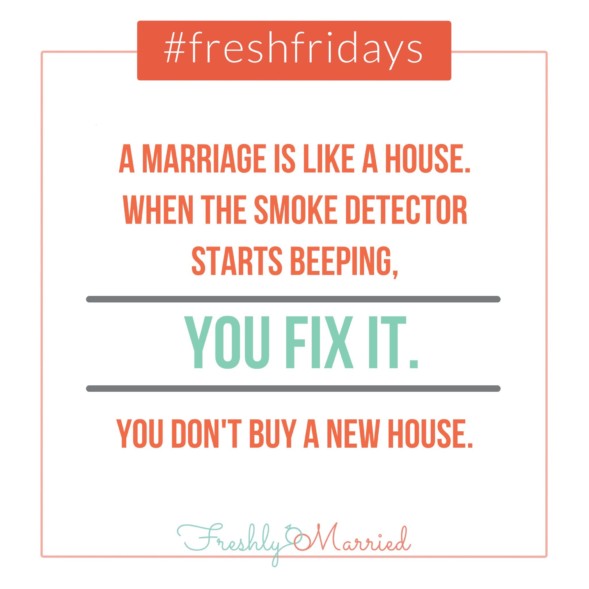 #freshfridays
A MARRIAGE IS LIKE A HOUSE.
WHEN THE SMOKE DETECTOR
STARTS BEEPING,
YOU FIX IT.
YOU DON'T BUY A NEW HOUSE.
Freshly Married